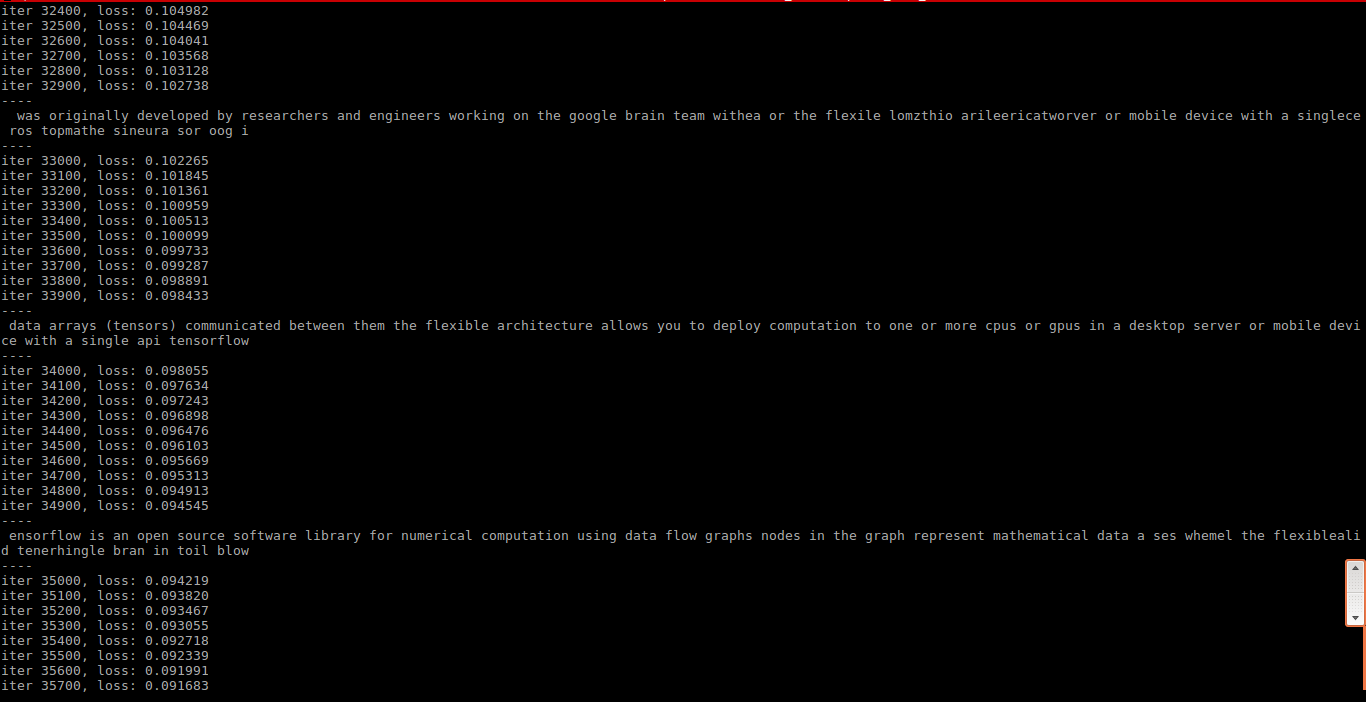 iter 32400, loss: 0.104982
iter 32500, loss: 0.104469
iter 32600, loss: 0.104041
iter 32700, loss: 0.103568
iter 32800, loss: 0.103128
iter 32900, loss: 0.102738
----
was originally developed by researchers and engineers working on the google brain team withea or the flexile lomzthio arileericatworver or mobile device with a singlece
ros topmathe sineura sor oog i
----
iter 33000, loss: 0.102265
iter 33100, loss: 0.101845
iter 33200, loss: 0.101361
iter 33300, loss: 0.100959
iter 33400, loss: 0.100513
iter 33500, loss: 0.100099
iter 33600, loss: 0.099733
iter 33700, loss: 0.099287
iter 33800, loss: 0.098891
iter 33900, loss: 0.098433
----
data arrays (tensors) communicated between them the flexible architecture allows you to deploy computation to one or more cpus or gpus in a desktop server or mobile devi
ce with a single api tensorflow
----
iter 34000, loss: 0.098055
iter 34100, loss: 0.097634
iter 34200, loss: 0.097243
iter 34300, loss: 0.096898
iter 34400, loss: 0.096476
iter 34500, loss: 0.096103
iter 34600, loss: 0.095669
iter 34700, loss: 0.095313
iter 34800, loss: 0.094913
iter 34900, loss: 0.094545
----
ensorflow is an open source software library for numerical computation using data flow graphs nodes in the graph represent mathematical data a ses whemel the flexibleali
d tenerhingle bran in toil blow
----
iter 35000, loss: 0.094219
iter 35100, loss: 0.093820
iter 35200, loss: 0.093467
iter 35300, loss: 0.093055
iter 35400, loss: 0.092718
iter 35500, loss: 0.092339
iter 35600, loss: 0.091991
iter 35700, loss: 0.091683